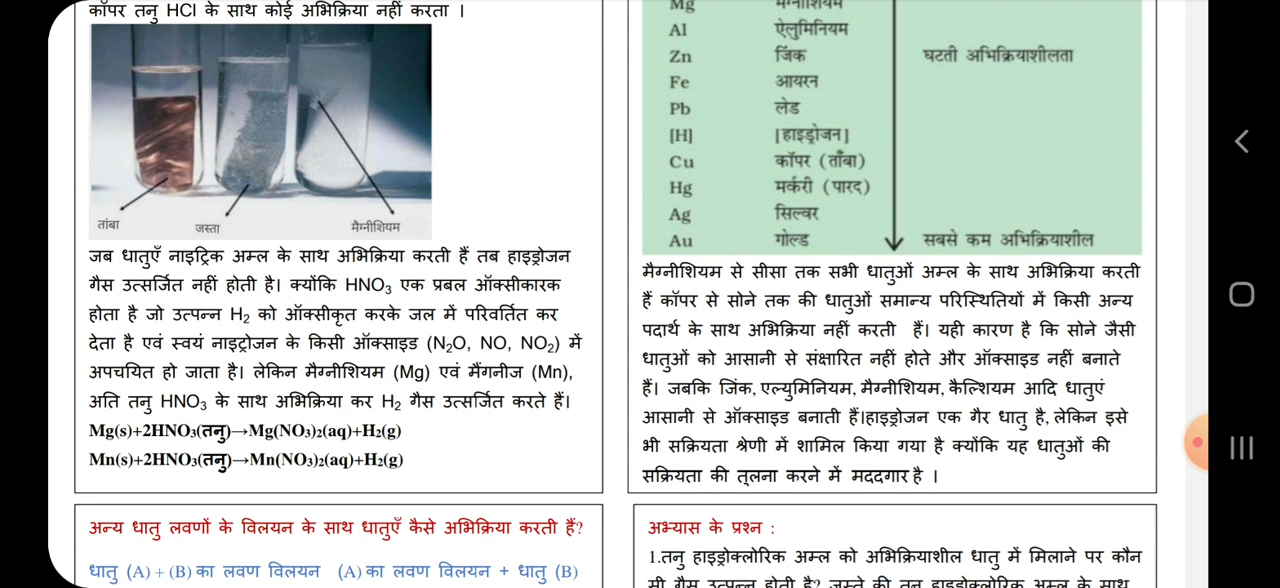 कॉपर तनु HCl के साथ कोई अभिक्रिया नहीं करता ।
तांबा
जस्ता
मैग्नीशियम
जब धातुएँ नाइट्रिक अम्ल के साथ अभिक्रिया करती हैं तब हाइड्रोजन
गैस उत्सर्जित नहीं होती है। क्योंकि HNO₃ एक प्रबल ऑक्सीकारक
होता है जो उत्पन्न H₂ को ऑक्सीकृत करके जल में परिवर्तित कर
देता है एवं स्वयं नाइट्रोजन के किसी ऑक्साइड (N₂O, NO, NO₂) में
अपचयित हो जाता है। लेकिन मैग्नीशियम (Mg) एवं मैंगनीज (Mn),
अति तनु HNO₃ के साथ अभिक्रिया कर H₂ गैस उत्सर्जित करते हैं।
Mg(s)+2HNO₃(तनु)→Mg(NO₃)₂(aq)+H₂(g)
Mn(s)+2HNO₃(तनु)→Mn(NO₃)₂(aq)+H₂(g)
अन्य धातु लवणों के विलयन के साथ धातुएँ कैसे अभिक्रिया करती हैं?
धातु (A) + (B) का लवण विलयन (A) का लवण विलयन + धातु (B)
Mg मैग्नीशियम
Al ऐलुमिनियम
Zn जिंक घटती अभिक्रियाशीलता
Fe आयरन
Pb लेड
[H] [हाइड्रोजन]
Cu कॉपर (ताँबा)
Hg मर्करी (पारद)
Ag सिल्वर
Au गोल्ड सबसे कम अभिक्रियाशील
मैग्नीशियम से सीसा तक सभी धातुओं अम्ल के साथ अभिक्रिया करती
हैं कॉपर से सोने तक की धातुओं समान्य परिस्थितियों में किसी अन्य
पदार्थ के साथ अभिक्रिया नहीं करती हैं। यही कारण है कि सोने जैसी
धातुओं को आसानी से संक्षारित नहीं होते और ऑक्साइड नहीं बनाते
हैं। जबकि जिंक, एल्युमिनियम, मैग्नीशियम, कैल्शियम आदि धातुएं
आसानी से ऑक्साइड बनाती हैं।हाइड्रोजन एक गैर धातु है, लेकिन इसे
भी सक्रियता श्रेणी में शामिल किया गया है क्योंकि यह धातुओं की
सक्रियता की तुलना करने में मददगार है ।
अभ्यास के प्रश्न :
1.तनु हाइड्रोक्लोरिक अम्ल को अभिक्रियाशील धातु में मिलाने पर कौन
सी गैस उत्पन्न होती है? जस्ते की तनु हाइड्रोक्लोरिक अम्ल के साथ